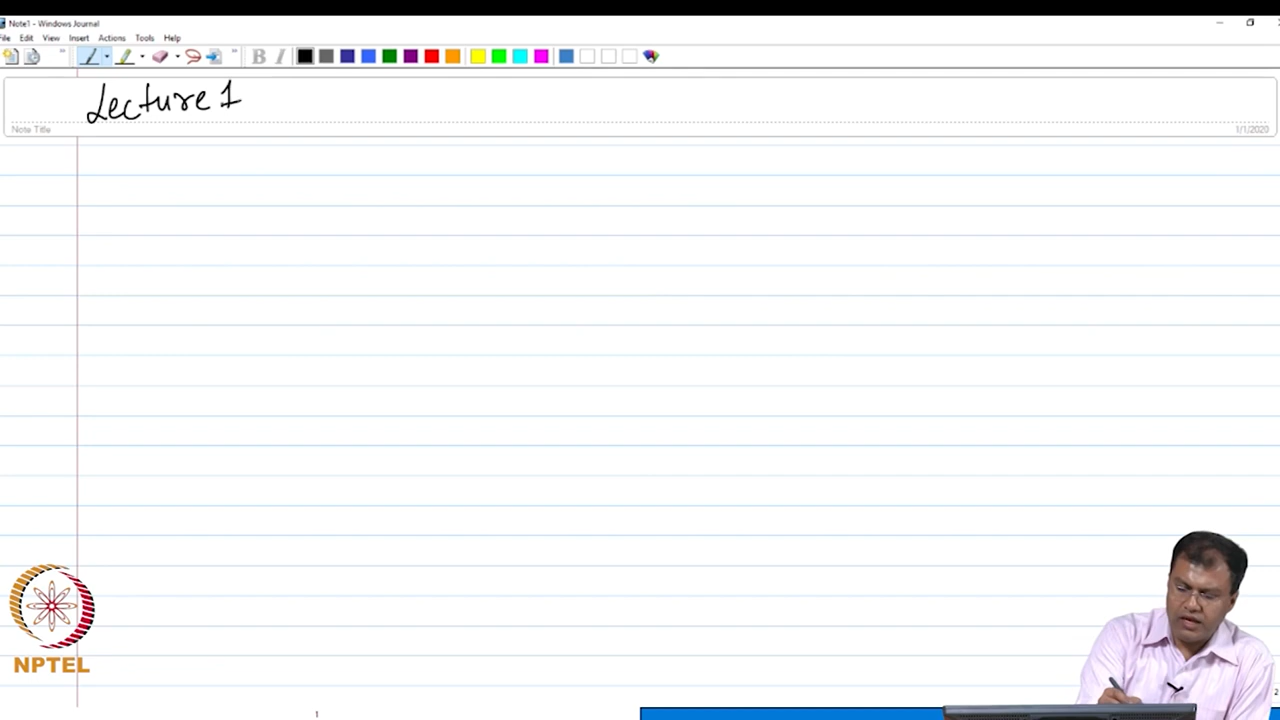 Note1 - Windows Journal
File Edit View Insert Actions Tools Help
B I
Lecture 1
Note Title
1/1/2020
NPTEL
1
2